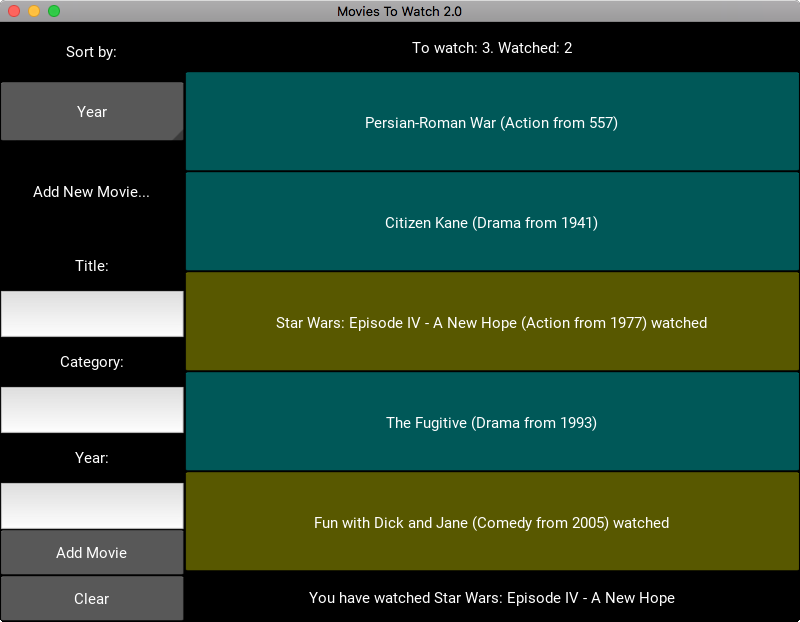 Movies To Watch 2.0
Sort by:
Year
Add New Movie...
Title:
Category:
Year:
Add Movie
Clear
To watch: 3. Watched: 2
Persian-Roman War (Action from 557)
Citizen Kane (Drama from 1941)
Star Wars: Episode IV - A New Hope (Action from 1977) watched
The Fugitive (Drama from 1993)
Fun with Dick and Jane (Comedy from 2005) watched
You have watched Star Wars: Episode IV - A New Hope